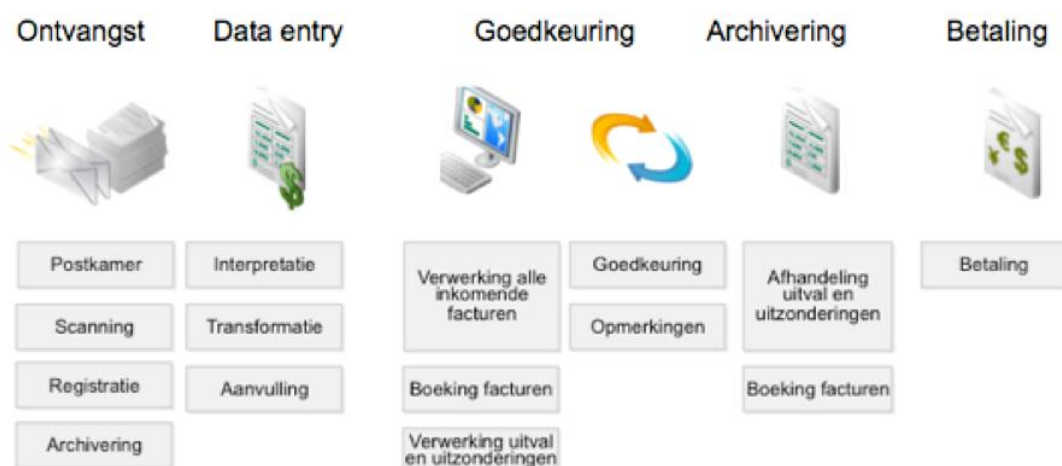 Ontvangst
Data entry
Goedkeuring
Archivering
Betaling
Postkamer
Scanning
Registratie
Archivering
Interpretatie
Transformatie
Aanvulling
Verwerking alle
inkomende
facturen
Boeking facturen
Verwerking uitval
en uitzonderingen
Goedkeuring
Opmerkingen
Afhandeling
uitval en
uitzonderingen
Boeking facturen
Betaling